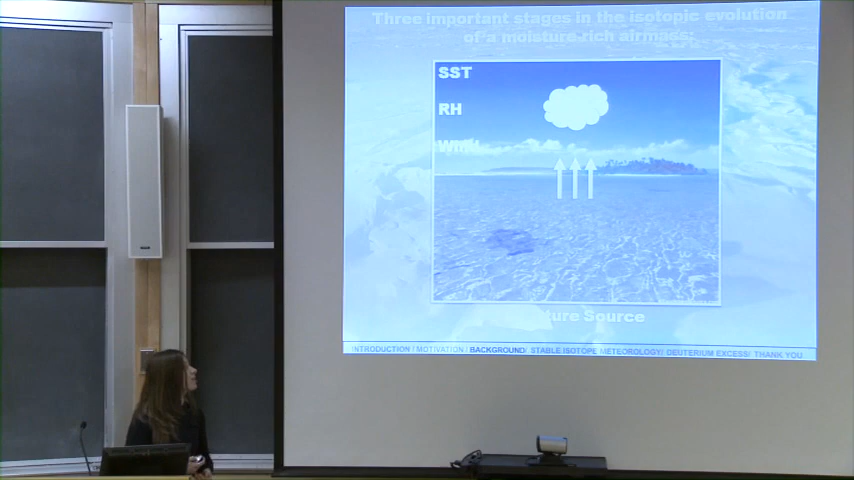 Three important stages in the isotopic evolution
of a moisture rich airmass:
SST
RH
Source
INTRODUCTION / MOTIVATION / BACKGROUND/ STABLE ISOTOPE METEOROLOGY/ DEUTERIUM EXCESS/ THANK YOU